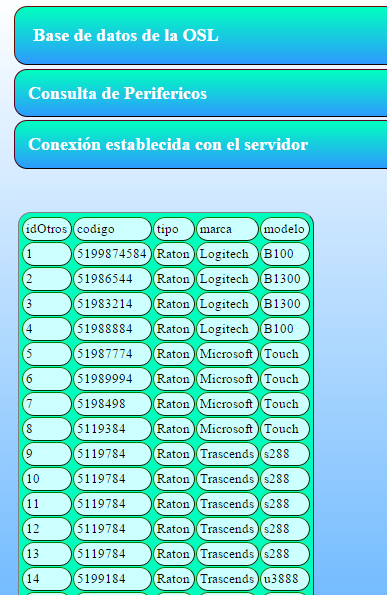 Base de datos de la OSL
Consulta de Perifericos
Conexión establecida con el servidor
idOtros codigo tipo marca modelo
1 5199874584 Raton Logitech B100
2 51986544 Raton Logitech B1300
3 51983214 Raton Logitech B1300
4 51988884 Raton Logitech B100
5 51987774 Raton Microsoft Touch
6 51989994 Raton Microsoft Touch
7 5198498 Raton Microsoft Touch
8 5119384 Raton Microsoft Touch
9 5119784 Raton Trascends s288
10 5119784 Raton Trascends s288
11 5119784 Raton Trascends s288
12 5119784 Raton Trascends s288
13 5119784 Raton Trascends s288
14 5199184 Raton Trascends u3888